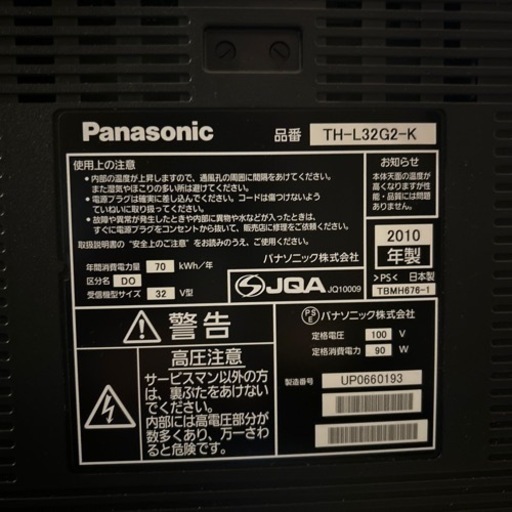 Panasonic
品番 TH-L32G2-K
使用上の注意
●内部の温度が上昇しますので、通風孔の周囲に間隔をあけてください。
また湿気やほこりの多い所は避けてください。
●電源プラグは確実に差し込んでください。コードは傷つけないよう
ていねいに取り扱ってください。
●故障や異常が発生したときや内部に異物や水などが入ったときは
すぐに電源プラグをコンセントから抜いて、販売店に修理をご依頼ください。
取扱説明書の"安全上のご注意"をお読みのうえ、ご使用ください。
パナソニック株式会社
お知らせ
本体天面の温度が
高くなりますが性
能・品質には問題
ありません。
2010
年製
>PS< 日本製
TBMH676-1
年間消費電力量 70 kWh/年
区分名 DO
受信機型サイズ 32 V型
JQA JQ10009
警告
高圧注意
サービスマン以外の方
は、裏ぶたをあけない
でください。
内部には高電圧部分が
数多くあり、万一さわ
ると危険です。
PSE パナソニック株式会社
定格電圧 100 V
定格消費電力 90 W
製造番号 UP0660193